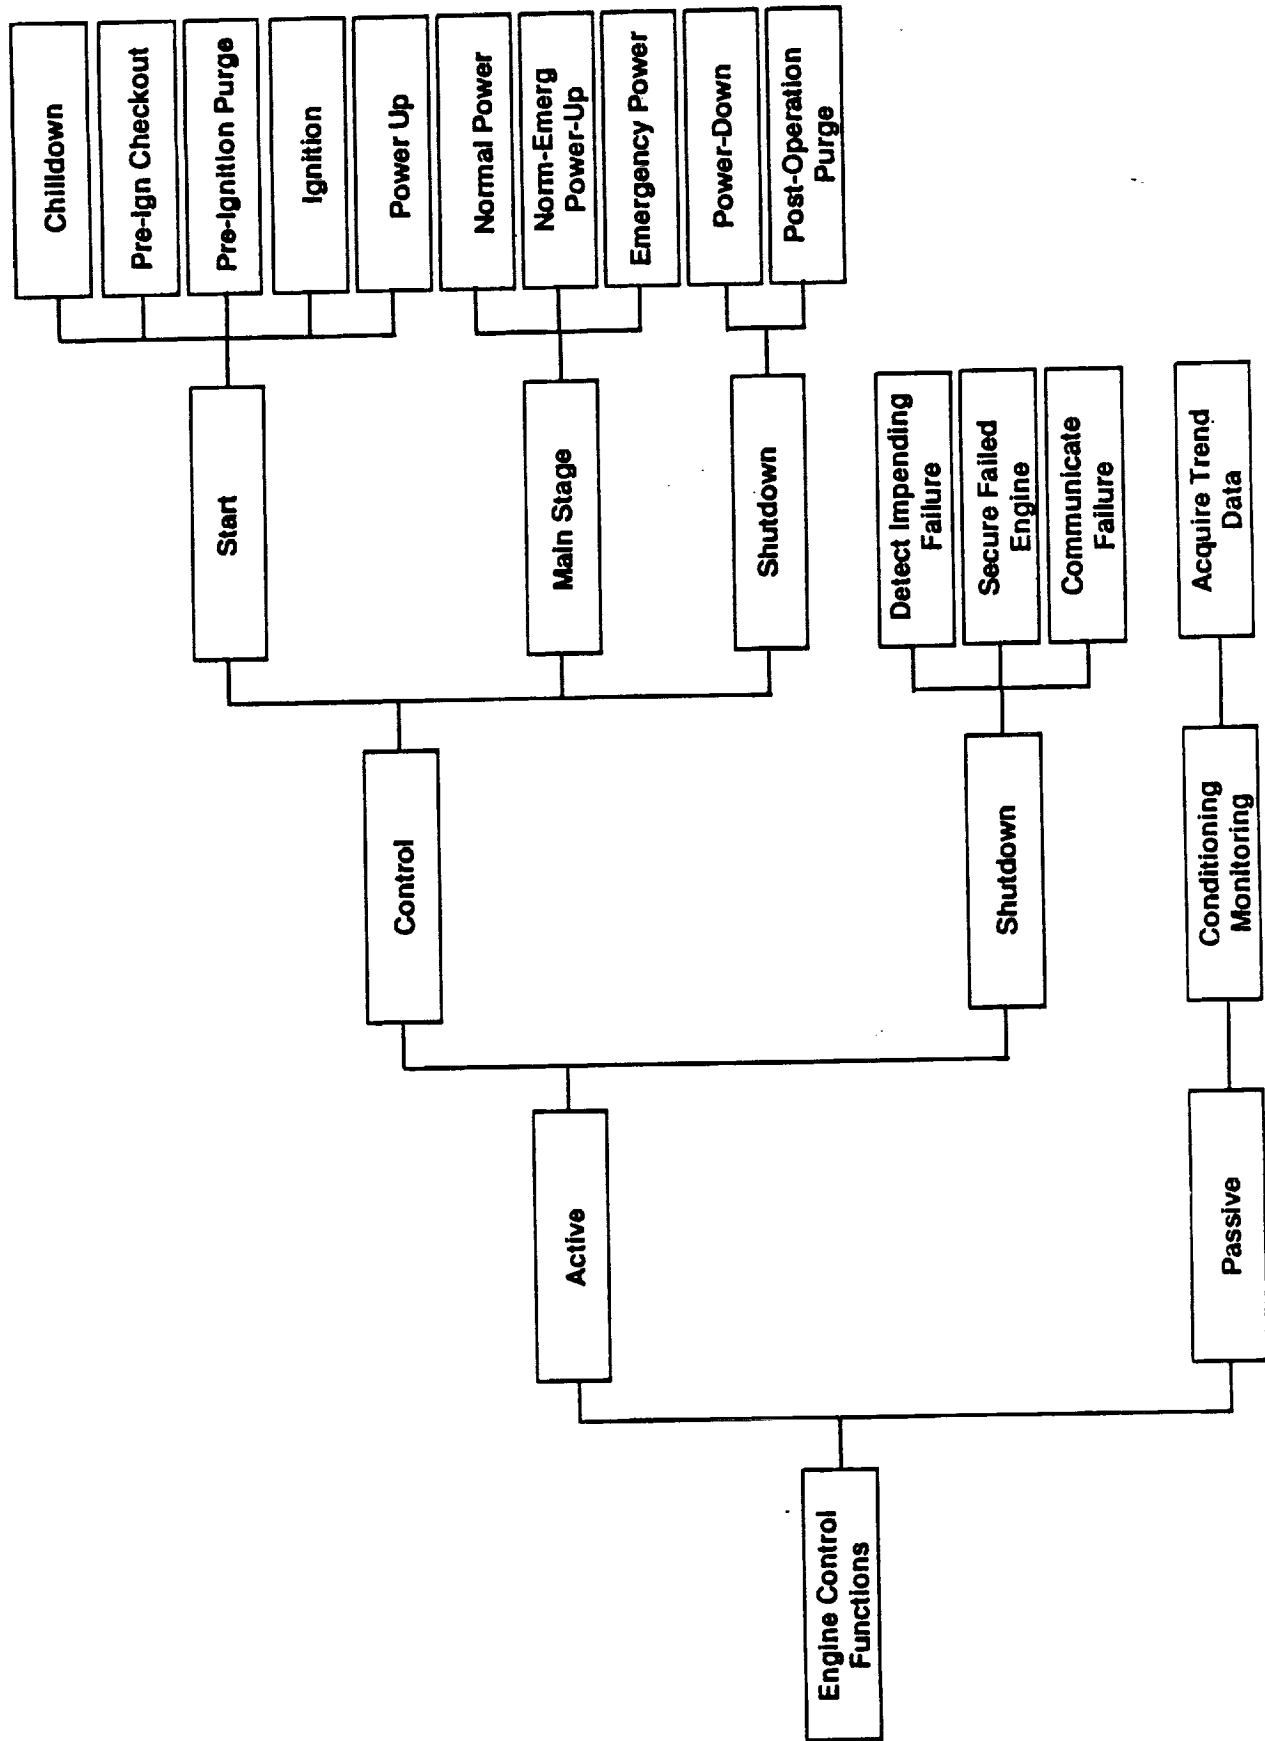 Engine Control
Functions
Active
Passive
Control
Shutdown
Conditioning
Monitoring
Start
Main Stage
Shutdown
Detect Impending
Failure
Secure Failed
Engine
Communicate
Failure
Acquire Trend
Data
Chilldown
Pre-Ign Checkout
Pre-Ignition Purge
Ignition
Power Up
Normal Power
Norm-Emerg
Power-Up
Emergency Power
Power-Down
Post-Operation
Purge